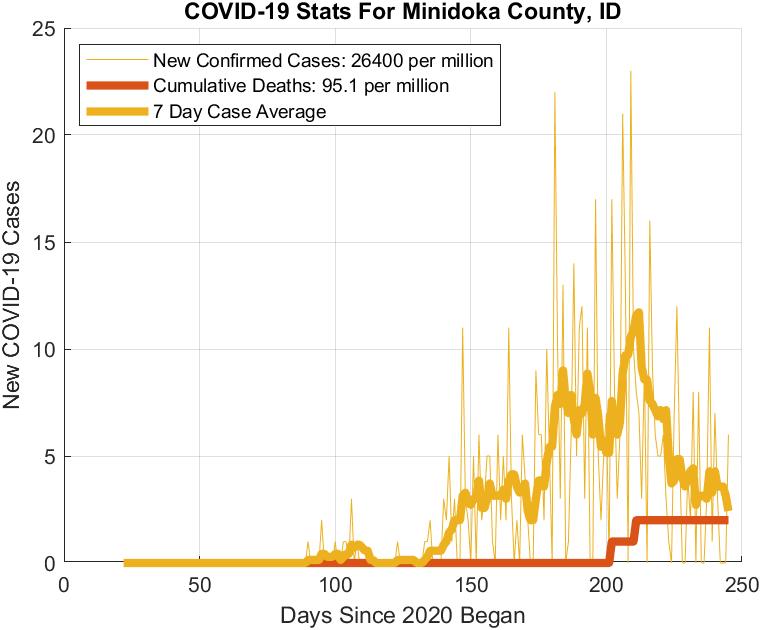 COVID-19 Stats For Minidoka County, ID
25
New Confirmed Cases: 26400 per million
Cumulative Deaths: 95.1 per million
7 Day Case Average
20
15
10
5
0
New COVID-19 Cases
0 50 100 150 200 250
Days Since 2020 Began